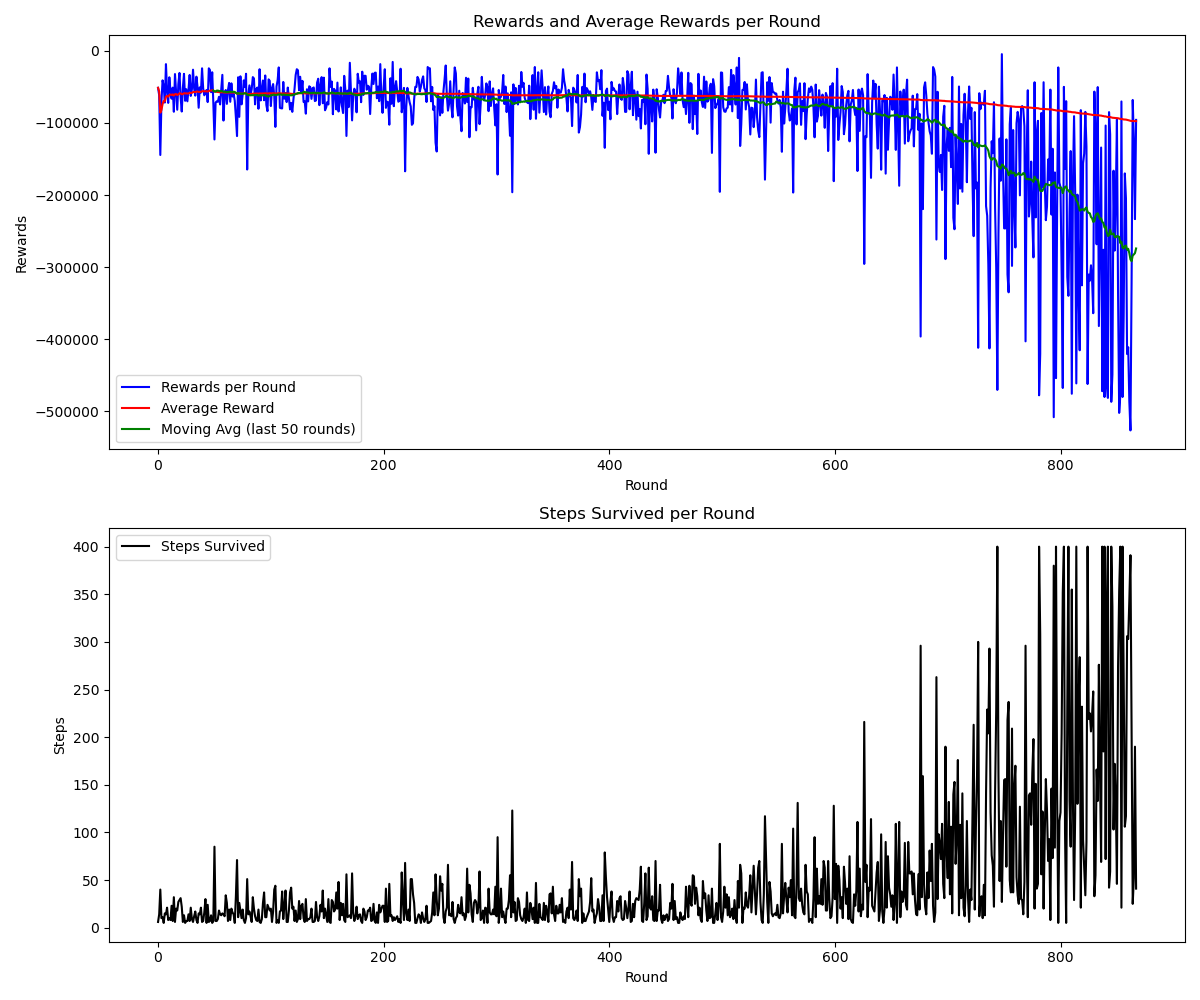 Rewards and Average Rewards per Round
Rewards
0
−100000
−200000
−300000
−400000
−500000
Rewards per Round
Average Reward
Moving Avg (last 50 rounds)
0 200 400 600 800
Round
Steps Survived per Round
Steps
400
350
300
250
200
150
100
50
0
Steps Survived
0 200 400 600 800
Round